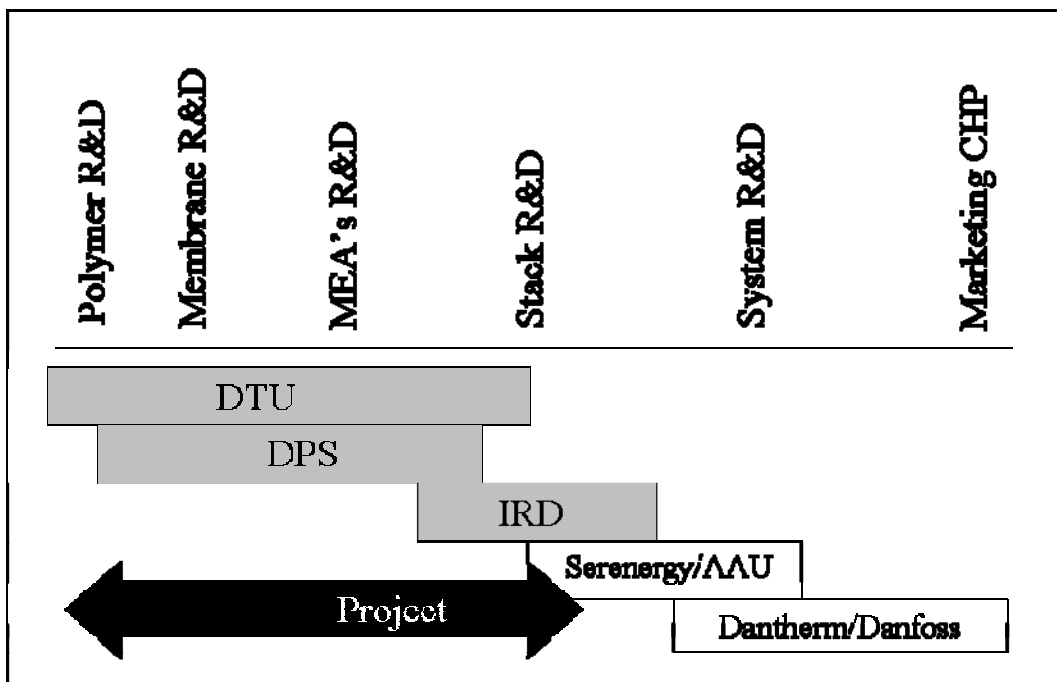 Polymer R&D
Membrane R&D
MEA's R&D
Stack R&D
System R&D
Marketing CHP
DTU
DPS
IRD
Serenergy/AAU
Project
Dantherm/Danfoss